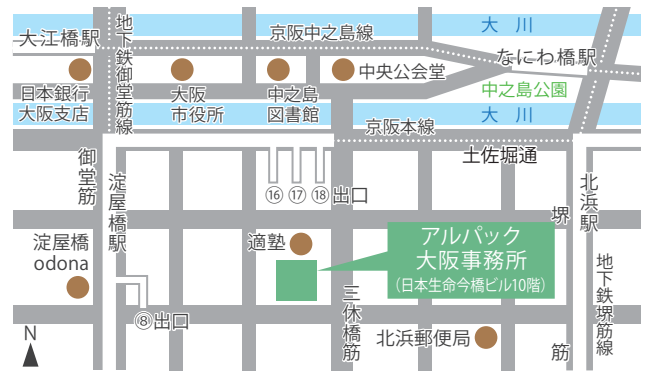 大江橋駅
地下鉄御堂筋線
京阪中之島線
大 川
なにわ橋駅
日本銀行
大阪支店
大阪
市役所
中之島
図書館
中央公会堂
中之島公園
大 川
京阪本線
土佐堀通
御堂筋
淀屋橋駅
⑯ ⑰ ⑱ 出口
北浜駅
堺筋
地下鉄堺筋線
淀屋橋
odona
適塾
アルパック
大阪事務所
(日本生命今橋ビル10階)
⑧出口
三休橋筋
北浜郵便局
N